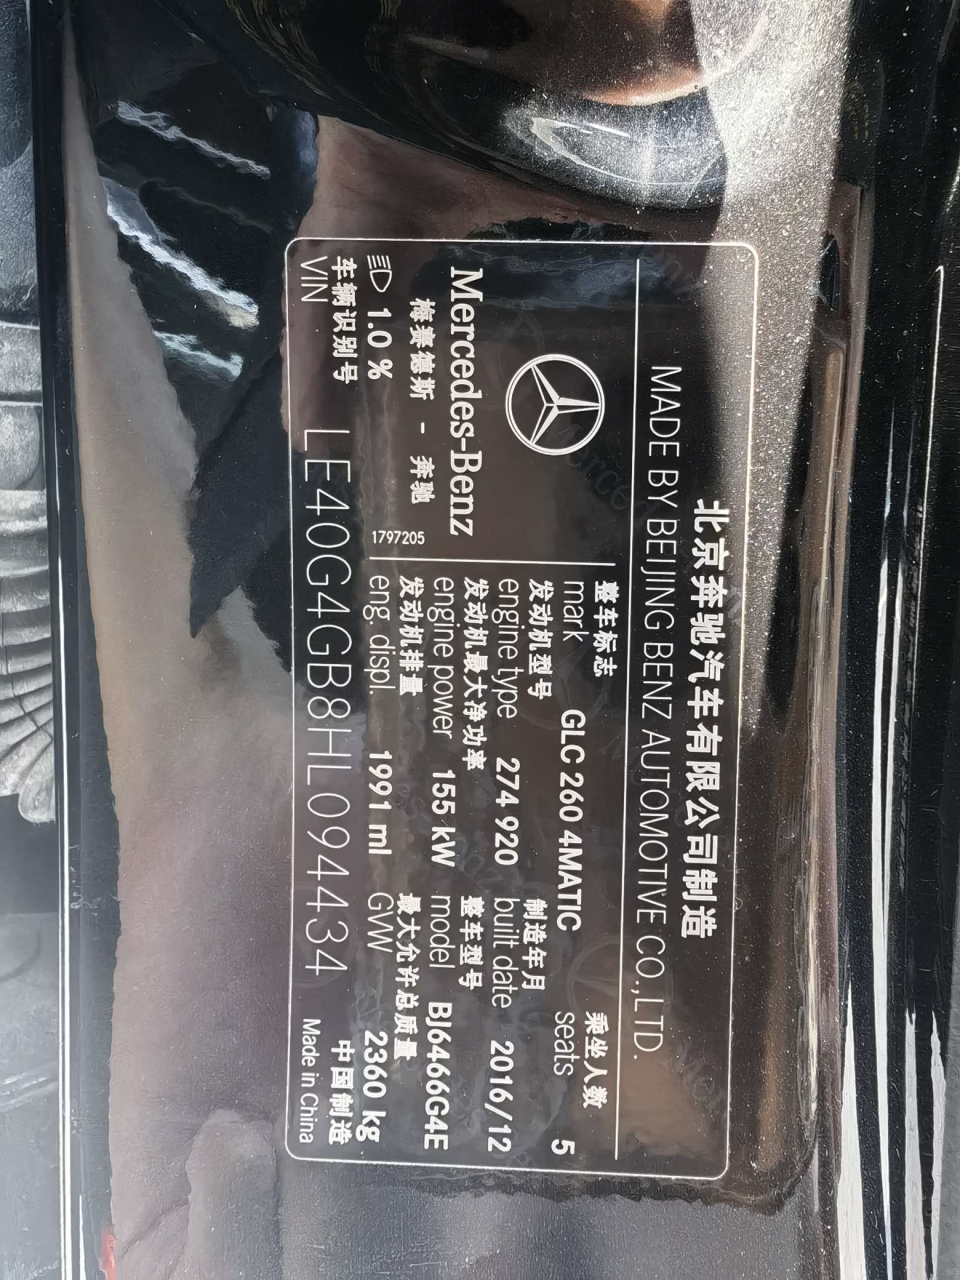 北京奔驰汽车有限公司制造
MADE BY BEIJING BENZ AUTOMOTIVE CO.,LTD.
Mercedes-Benz
梅赛德斯 - 奔驰
1.0 %
1797205
整车标志
mark GLC 260 4MATIC
乘坐人数
seats 5
发动机型号
engine type 274 920
制造年月
built date 2016/12
发动机最大净功率
engine power 155 kW
整车型号
model BJ6466G4E
发动机排量
eng. displ. 1991 ml
最大允许总质量
GVW 2360 kg
车辆识别号
VIN LE40G4GB8HL094434
中国制造
Made in China